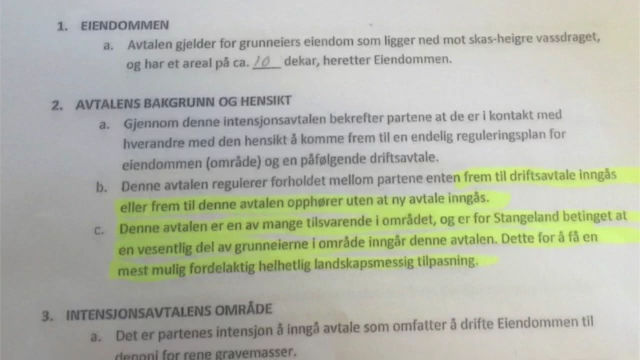 1. EIENDOMMEN
a. Avtalen gjelder for grunneiers eiendom som ligger ned mot skas-heigre vassdraget,
og har et areal på ca. 10 dekar, heretter Eiendommen.
2. AVTALENS BAKGRUNN OG HENSIKT
a. Gjennom denne intensjonsavtalen bekrefter partene at de er i kontakt med
hverandre med den hensikt å komme frem til en endelig reguleringsplan for
eiendommen (område) og en påfølgende driftsavtale.
b. Denne avtalen regulerer forholdet mellom partene enten frem til driftsavtale inngås
eller frem til denne avtalen opphører uten at ny avtale inngås.
c. Denne avtalen er en av mange tilsvarende i området, og er for Stangeland betinget at
en vesentlig del av grunneierne i område inngår denne avtalen. Dette for å få en
mest mulig fordelaktig helhetlig landskapsmessig tilpasning.
3. INTENSJONSAVTALENS OMRÅDE
a. Det er partenes intensjon å inngå avtale som omfatter å drifte Eiendommen til
deponi for rene gravemasser.